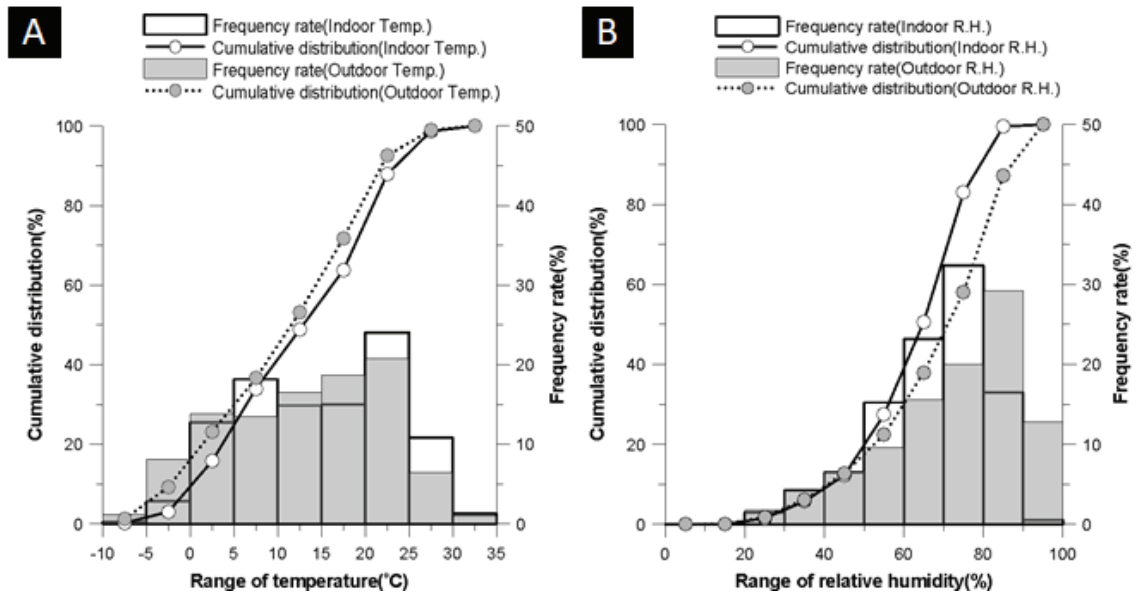 A
Frequency rate(Indoor Temp.)
Cumulative distribution(Indoor Temp.)
Frequency rate(Outdoor Temp.)
Cumulative distribution(Outdoor Temp.)
100
80
60
40
20
0
Cumulative distribution(%)
50
40
30
20
10
0
Frequency rate(%)
-10 -5 0 5 10 15 20 25 30 35
Range of temperature(°C)
B
Frequency rate(Indoor R.H.)
Cumulative distribution(Indoor R.H.)
Frequency rate(Outdoor R.H.)
Cumulative distribution(Outdoor R.H.)
100
80
60
40
20
0
Cumulative distribution(%)
50
40
30
20
10
0
Frequency rate(%)
0 20 40 60 80 100
Range of relative humidity(%)